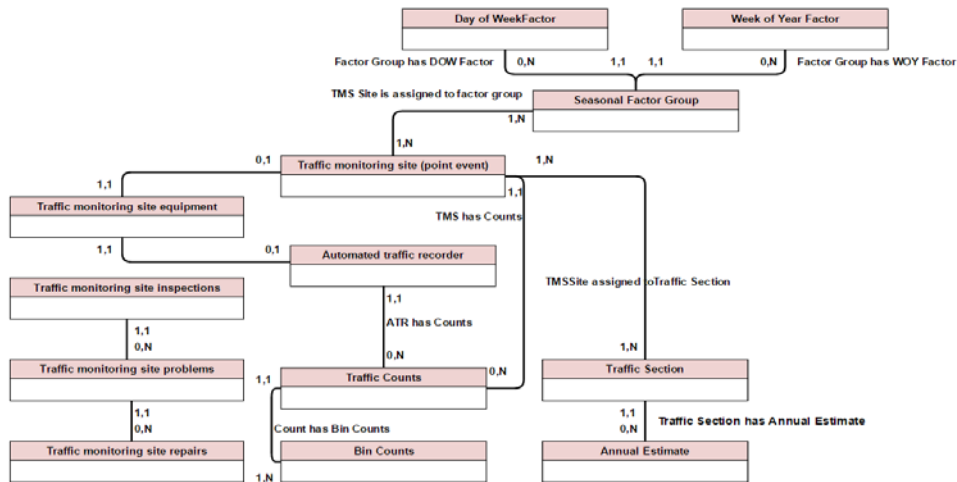 Day of WeekFactor
Week of Year Factor
Factor Group has DOW Factor
0,N
1,1
1,1
0,N
Factor Group has WOY Factor
TMS Site is assigned to factor group
Seasonal Factor Group
1,N
1,N
0,1
Traffic monitoring site (point event)
1,N
1,1
1,1
Traffic monitoring site equipment
TMS has Counts
1,1
0,1
Automated traffic recorder
Traffic monitoring site inspections
TMSSite assigned toTraffic Section
1,1
ATR has Counts
1,1
0,N
1,N
0,N
Traffic monitoring site problems
1,1
Traffic Counts
0,N
Traffic Section
1,1
0,N
Count has Bin Counts
1,1
0,N
Traffic Section has Annual Estimate
Traffic monitoring site repairs
Bin Counts
Annual Estimate
1,N